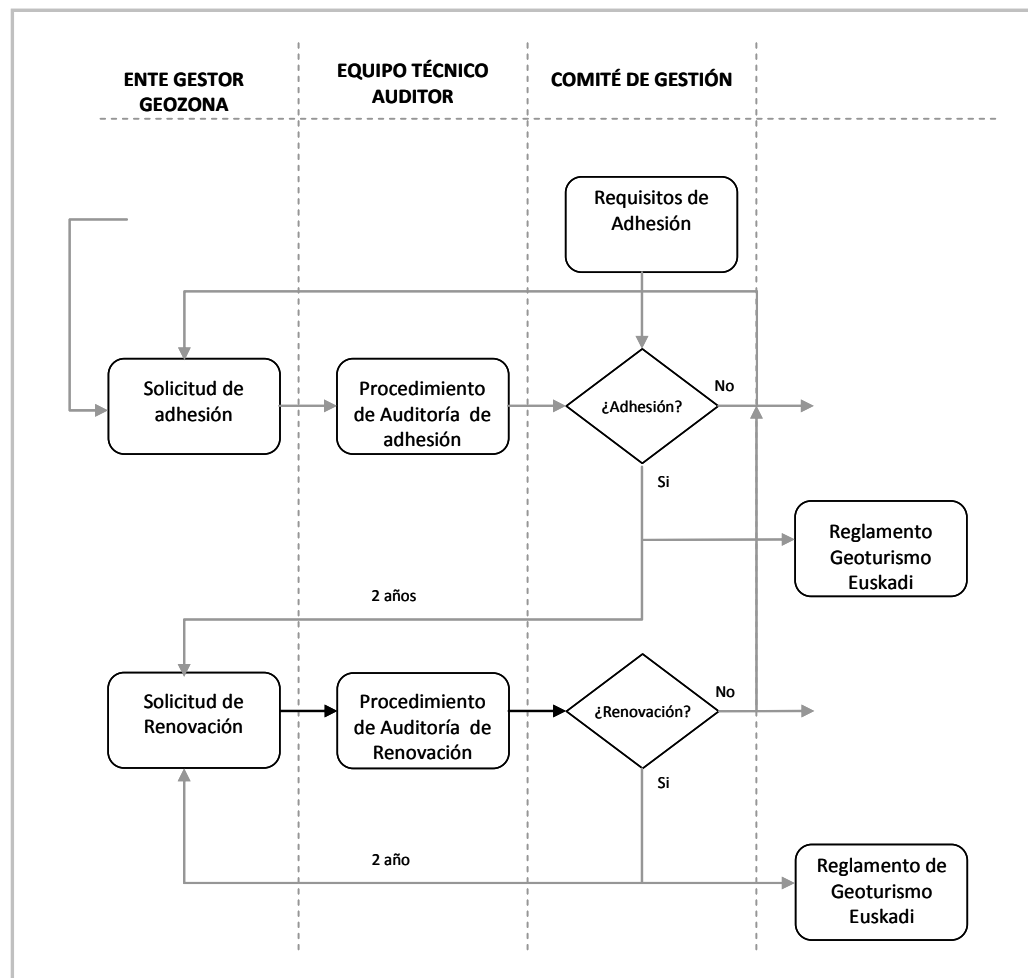 ENTE GESTOR
GEOZONA
EQUIPO TÉCNICO
AUDITOR
COMITÉ DE GESTIÓN
Requisitos de
Adhesión
Solicitud de
adhesión
Procedimiento
de Auditoría de
adhesión
¿Adhesión?
No
Si
Reglamento
Geoturismo
Euskadi
2 años
Solicitud de
Renovación
Procedimiento
de Auditoría de
Renovación
¿Renovación?
No
Si
2 año
Reglamento de
Geoturismo
Euskadi